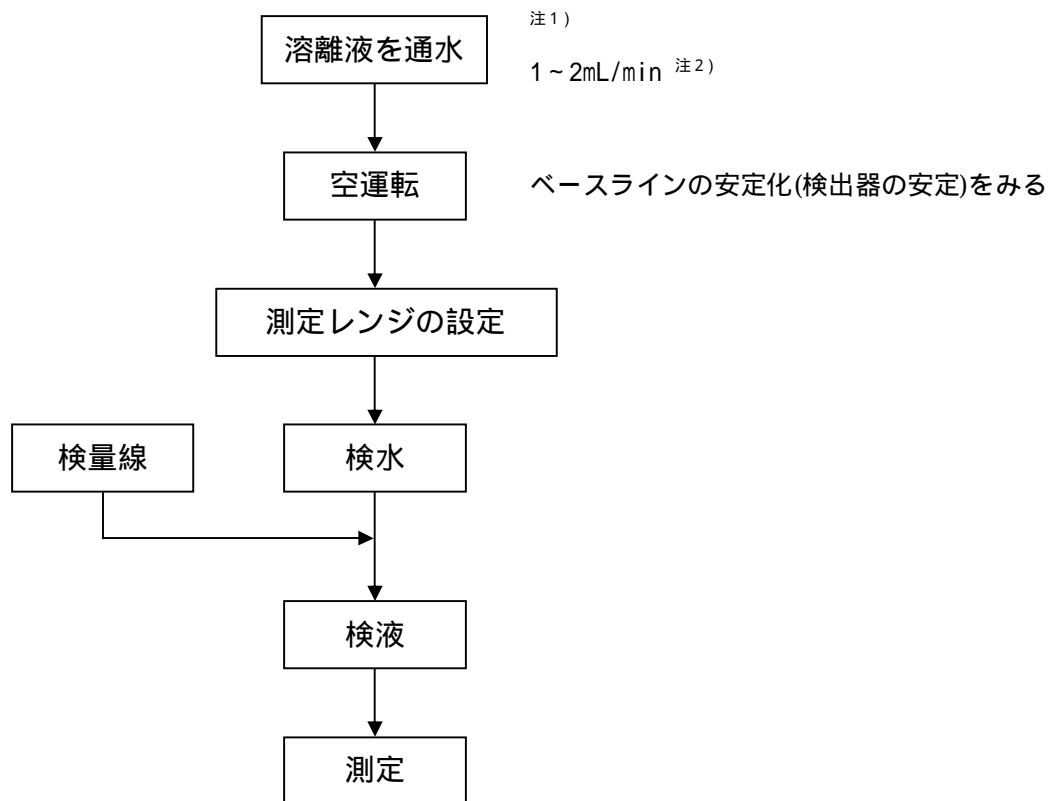 注1)
溶離液を通水
1~2mL/min 注2)
空運転
ベースラインの安定化(検出器の安定)をみる
測定レンジの設定
検量線
検水
検液
測定